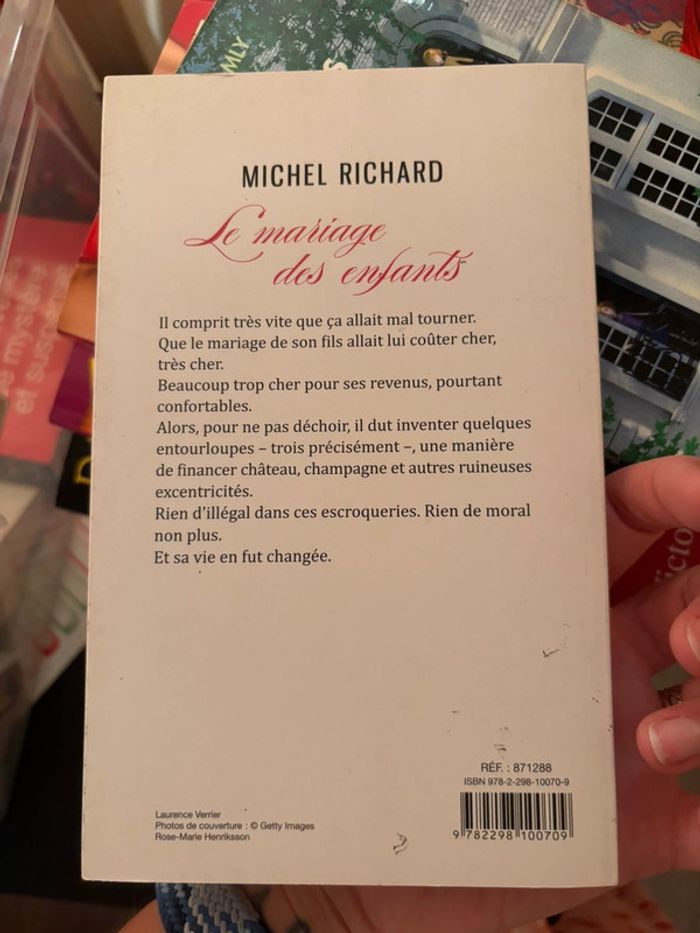 MICHEL RICHARD
Le mariage
des enfants
Il comprit très vite que ça allait mal tourner.
Que le mariage de son fils allait lui coûter cher,
très cher.
Beaucoup trop cher pour ses revenus, pourtant
confortables.
Alors, pour ne pas déchoir, il dut inventer quelques
entourloupes – trois précisément –, une manière
de financer château, champagne et autres ruineuses
excentricités.
Rien d'illégal dans ces escroqueries. Rien de moral
non plus.
Et sa vie en fut changée.
RÉF. : 871288
ISBN 978-2-298-10070-9
9 782298 100709
Laurence Verrier
Photos de couverture : © Getty Images
Rose-Marie Henriksson
mystère
et suspense